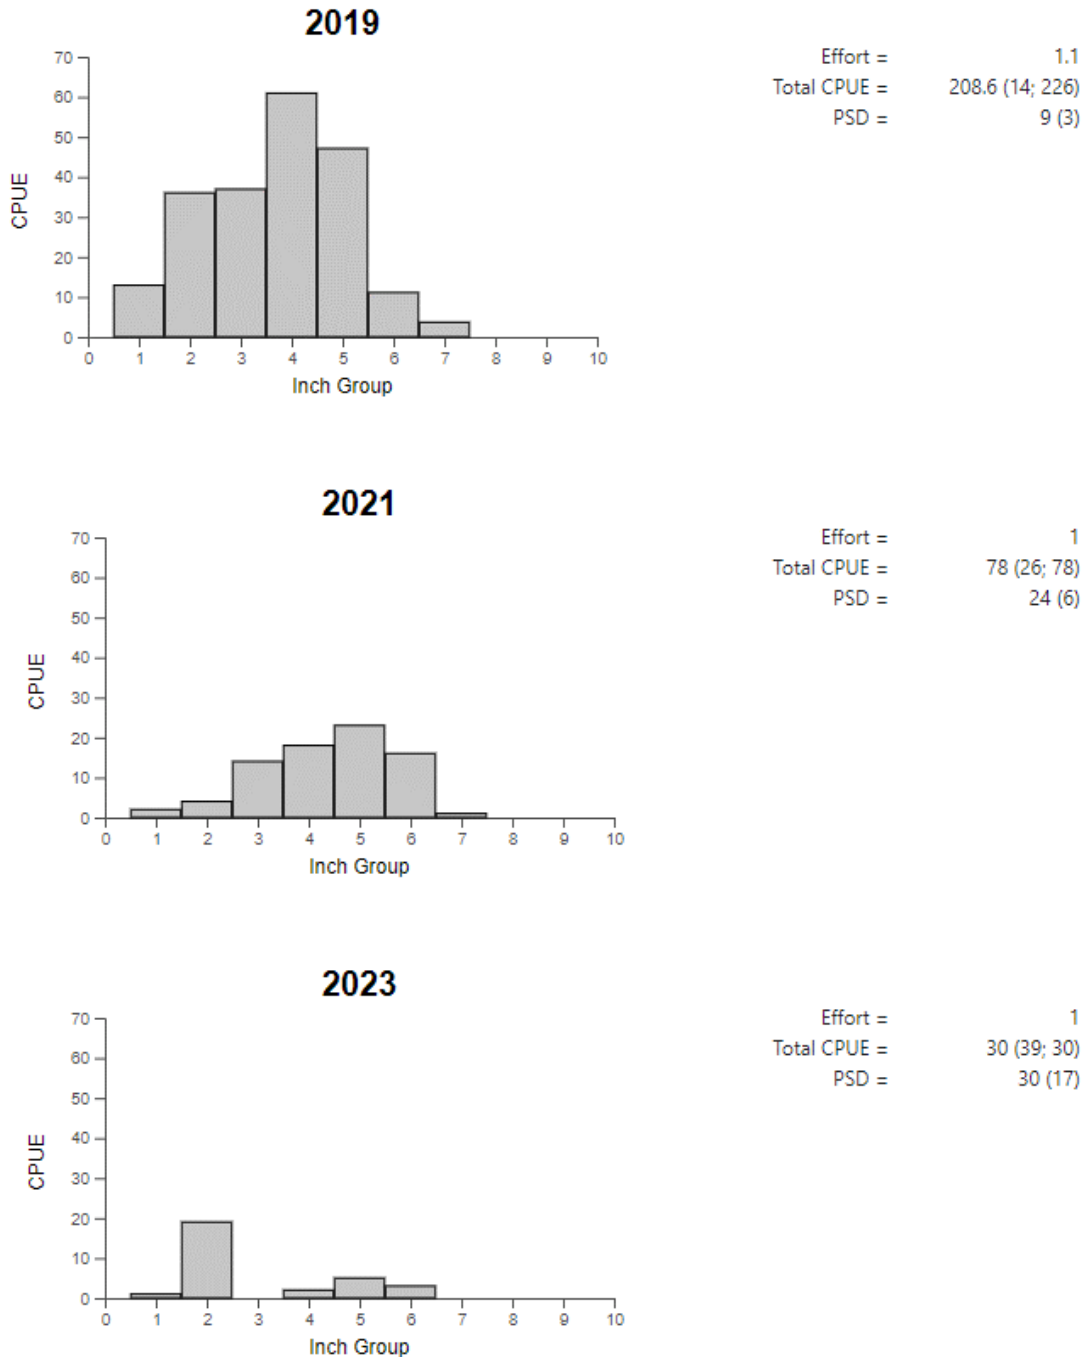 2019
Effort = 1.1
Total CPUE = 208.6 (14; 226)
PSD = 9 (3)
70
60
50
40
30
20
10
0
CPUE
0 1 2 3 4 5 6 7 8 9 10
Inch Group
2021
Effort = 1
Total CPUE = 78 (26; 78)
PSD = 24 (6)
70
60
50
40
30
20
10
0
CPUE
0 1 2 3 4 5 6 7 8 9 10
Inch Group
2023
Effort = 1
Total CPUE = 30 (39; 30)
PSD = 30 (17)
70
60
50
40
30
20
10
0
CPUE
0 1 2 3 4 5 6 7 8 9 10
Inch Group